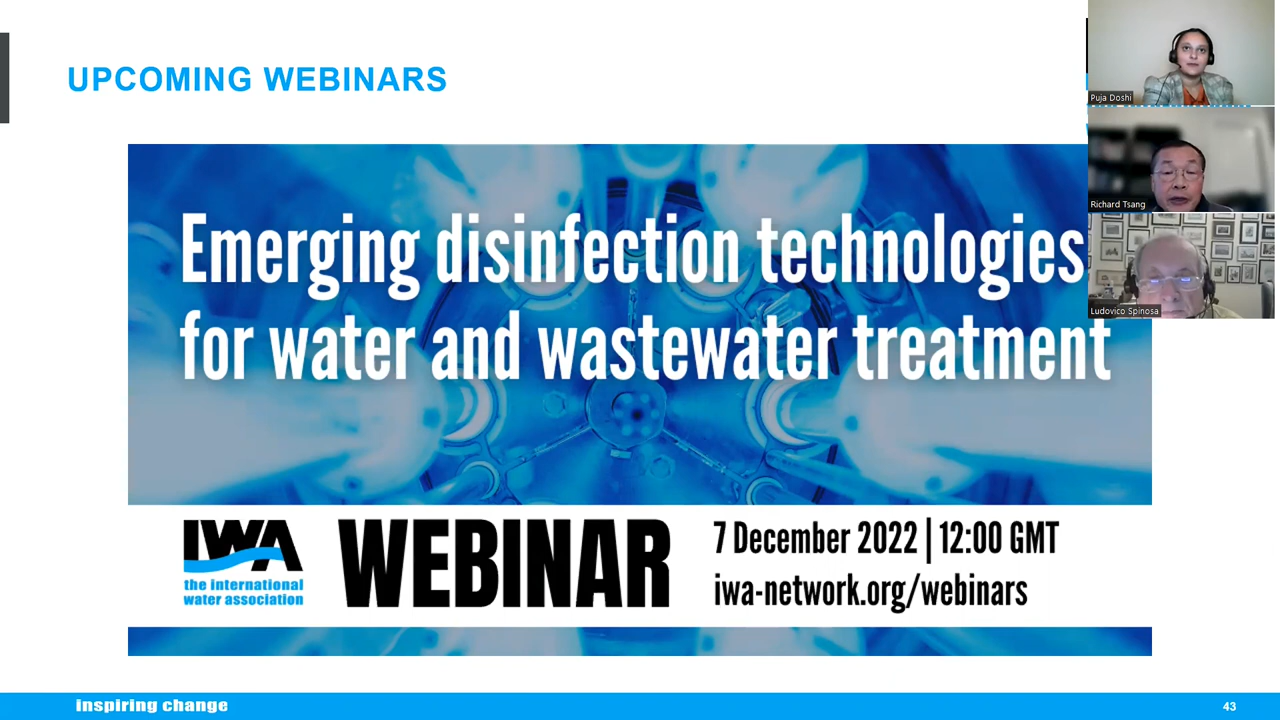 UPCOMING WEBINARS
Emerging disinfection technologies
for water and wastewater treatment
IWA
the international
water association
WEBINAR
7 December 2022 | 12:00 GMT
iwa-network.org/webinars
inspiring change
43
Puja Doshi
Richard Tsang
Ludovico Spinosa